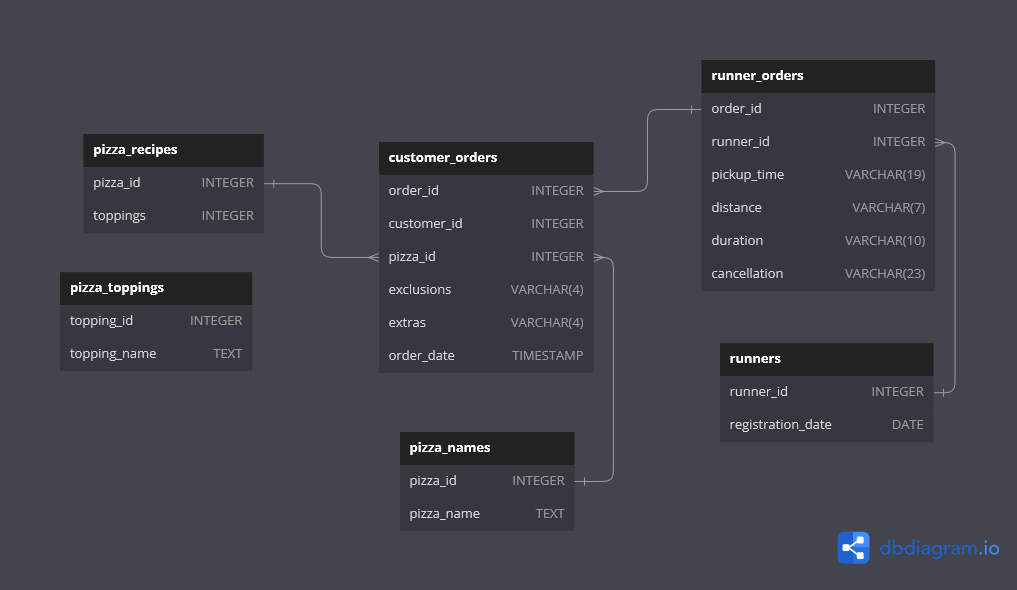 pizza_recipes
pizza_id INTEGER
toppings INTEGER
pizza_toppings
topping_id INTEGER
topping_name TEXT
customer_orders
order_id INTEGER
customer_id INTEGER
pizza_id INTEGER
exclusions VARCHAR(4)
extras VARCHAR(4)
order_date TIMESTAMP
pizza_names
pizza_id INTEGER
pizza_name TEXT
runner_orders
order_id INTEGER
runner_id INTEGER
pickup_time VARCHAR(19)
distance VARCHAR(7)
duration VARCHAR(10)
cancellation VARCHAR(23)
runners
runner_id INTEGER
registration_date DATE
dbdiagram.io